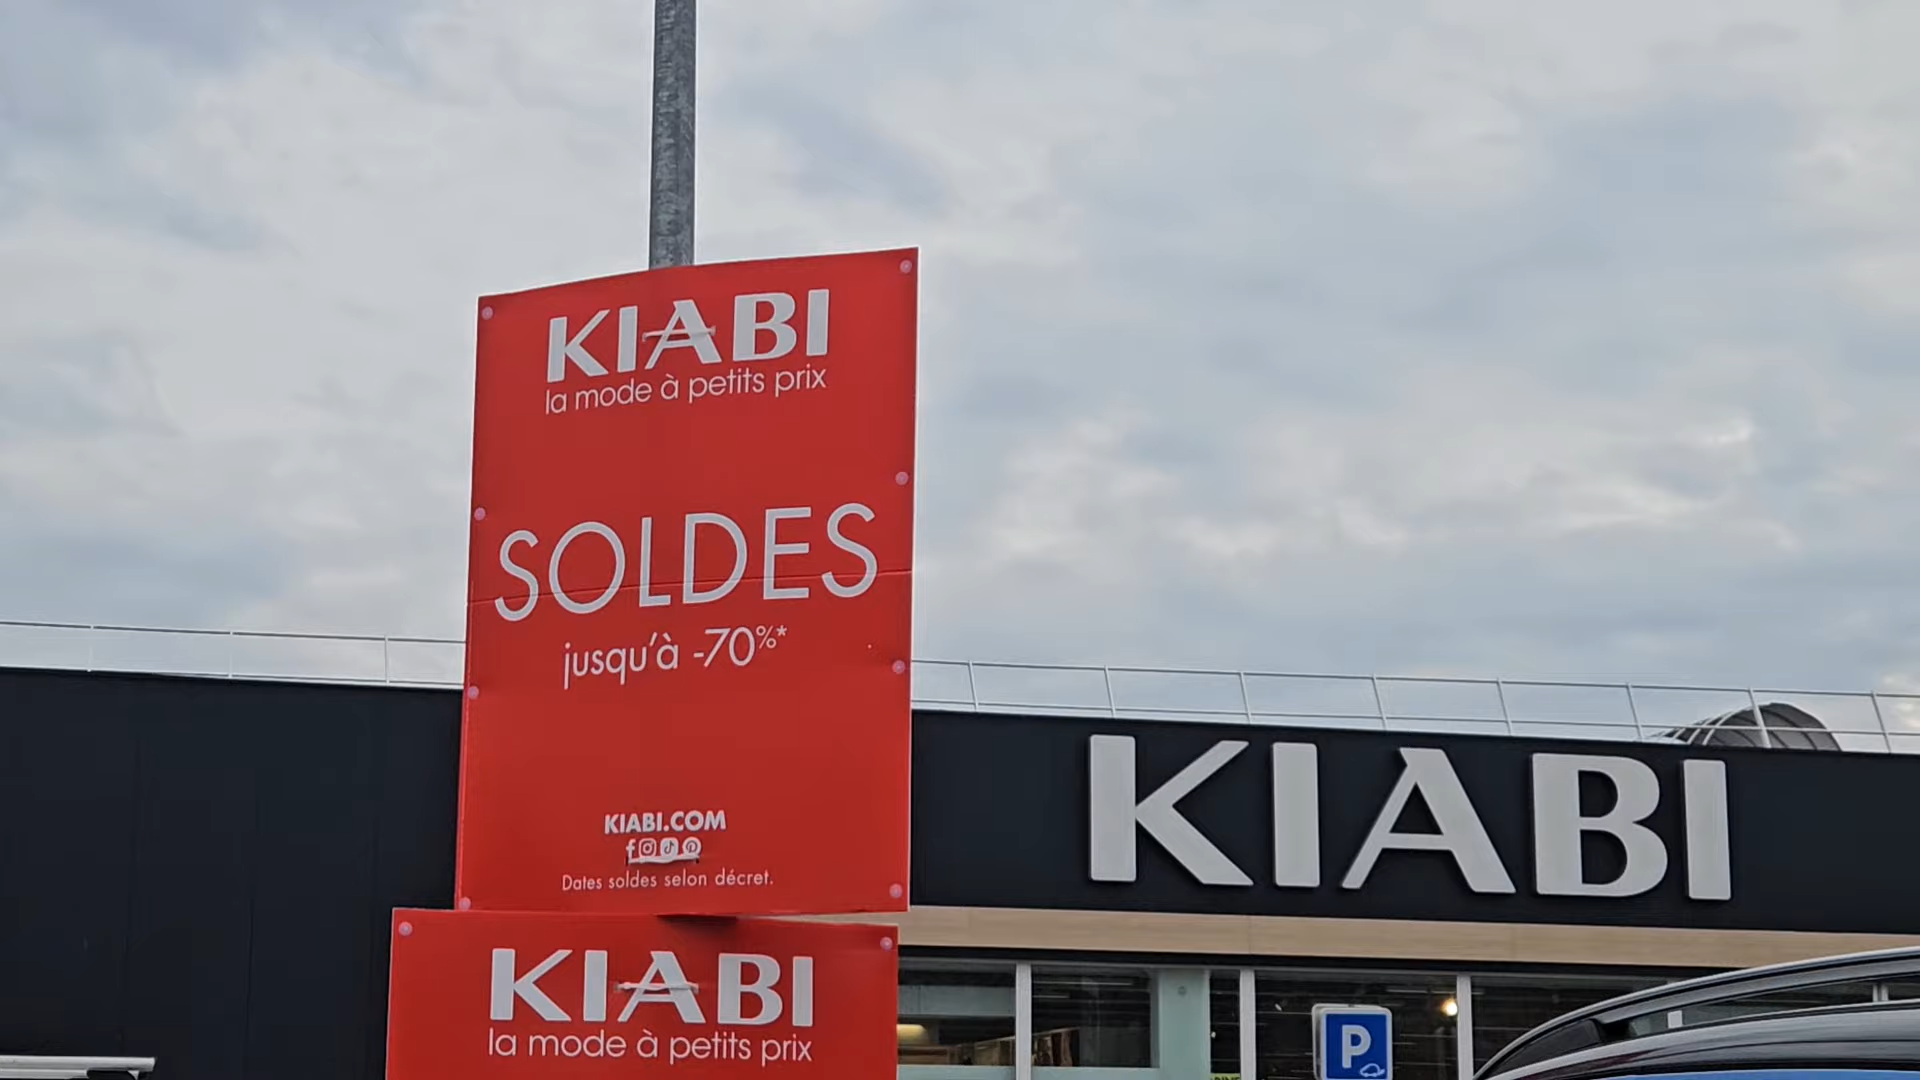 KIABI
la mode à petits prix
SOLDES
jusqu'à -70%*
KIABI.COM
Dates soldes selon décret.
KIABI
la mode à petits prix
KIABI
P